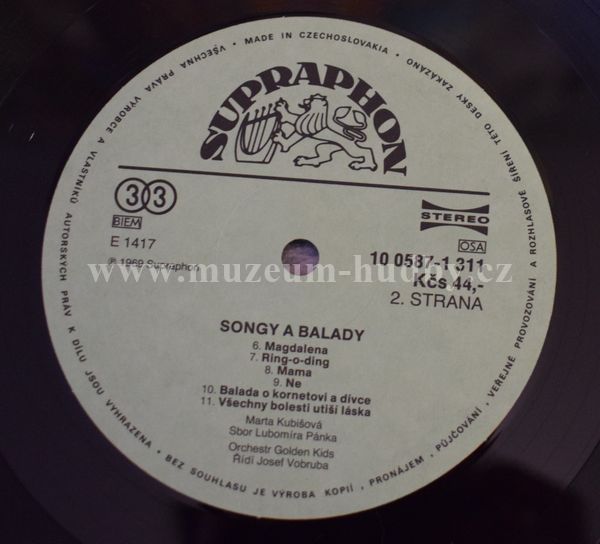 VŠECHNA PRÁVA VÝROBCE A VLASTNÍKŮ AUTORSKÝCH PRÁV K DÍLU JSOU VYHRAZENA • BEZ SOUHLASU JE VÝROBA KOPIÍ • PRONÁJEM • PŮJČOVÁNÍ • VEŘEJNÉ PROVOZOVÁNÍ A ROZHLASOVÉ ŠÍŘENÍ TÉTO DESKY ZAKÁZÁNO • MADE IN CZECHOSLOVAKIA •
SUPRAPHON
33
STEREO
BIEM
OSA
E 1417
10 0587-1 311
℗ 1969 Supraphon
Kčs 44,-
www.muzeum-hudby.cz
2. STRANA
SONGY A BALADY
6. Magdalena
7. Ring-o-ding
8. Mama
9. Ne
10. Balada o kornetovi a dívce
11. Všechny bolesti utiší láska
Marta Kubišová
Sbor Lubomíra Pánka
Orchestr Golden Kids
Řídí Josef Vobruba